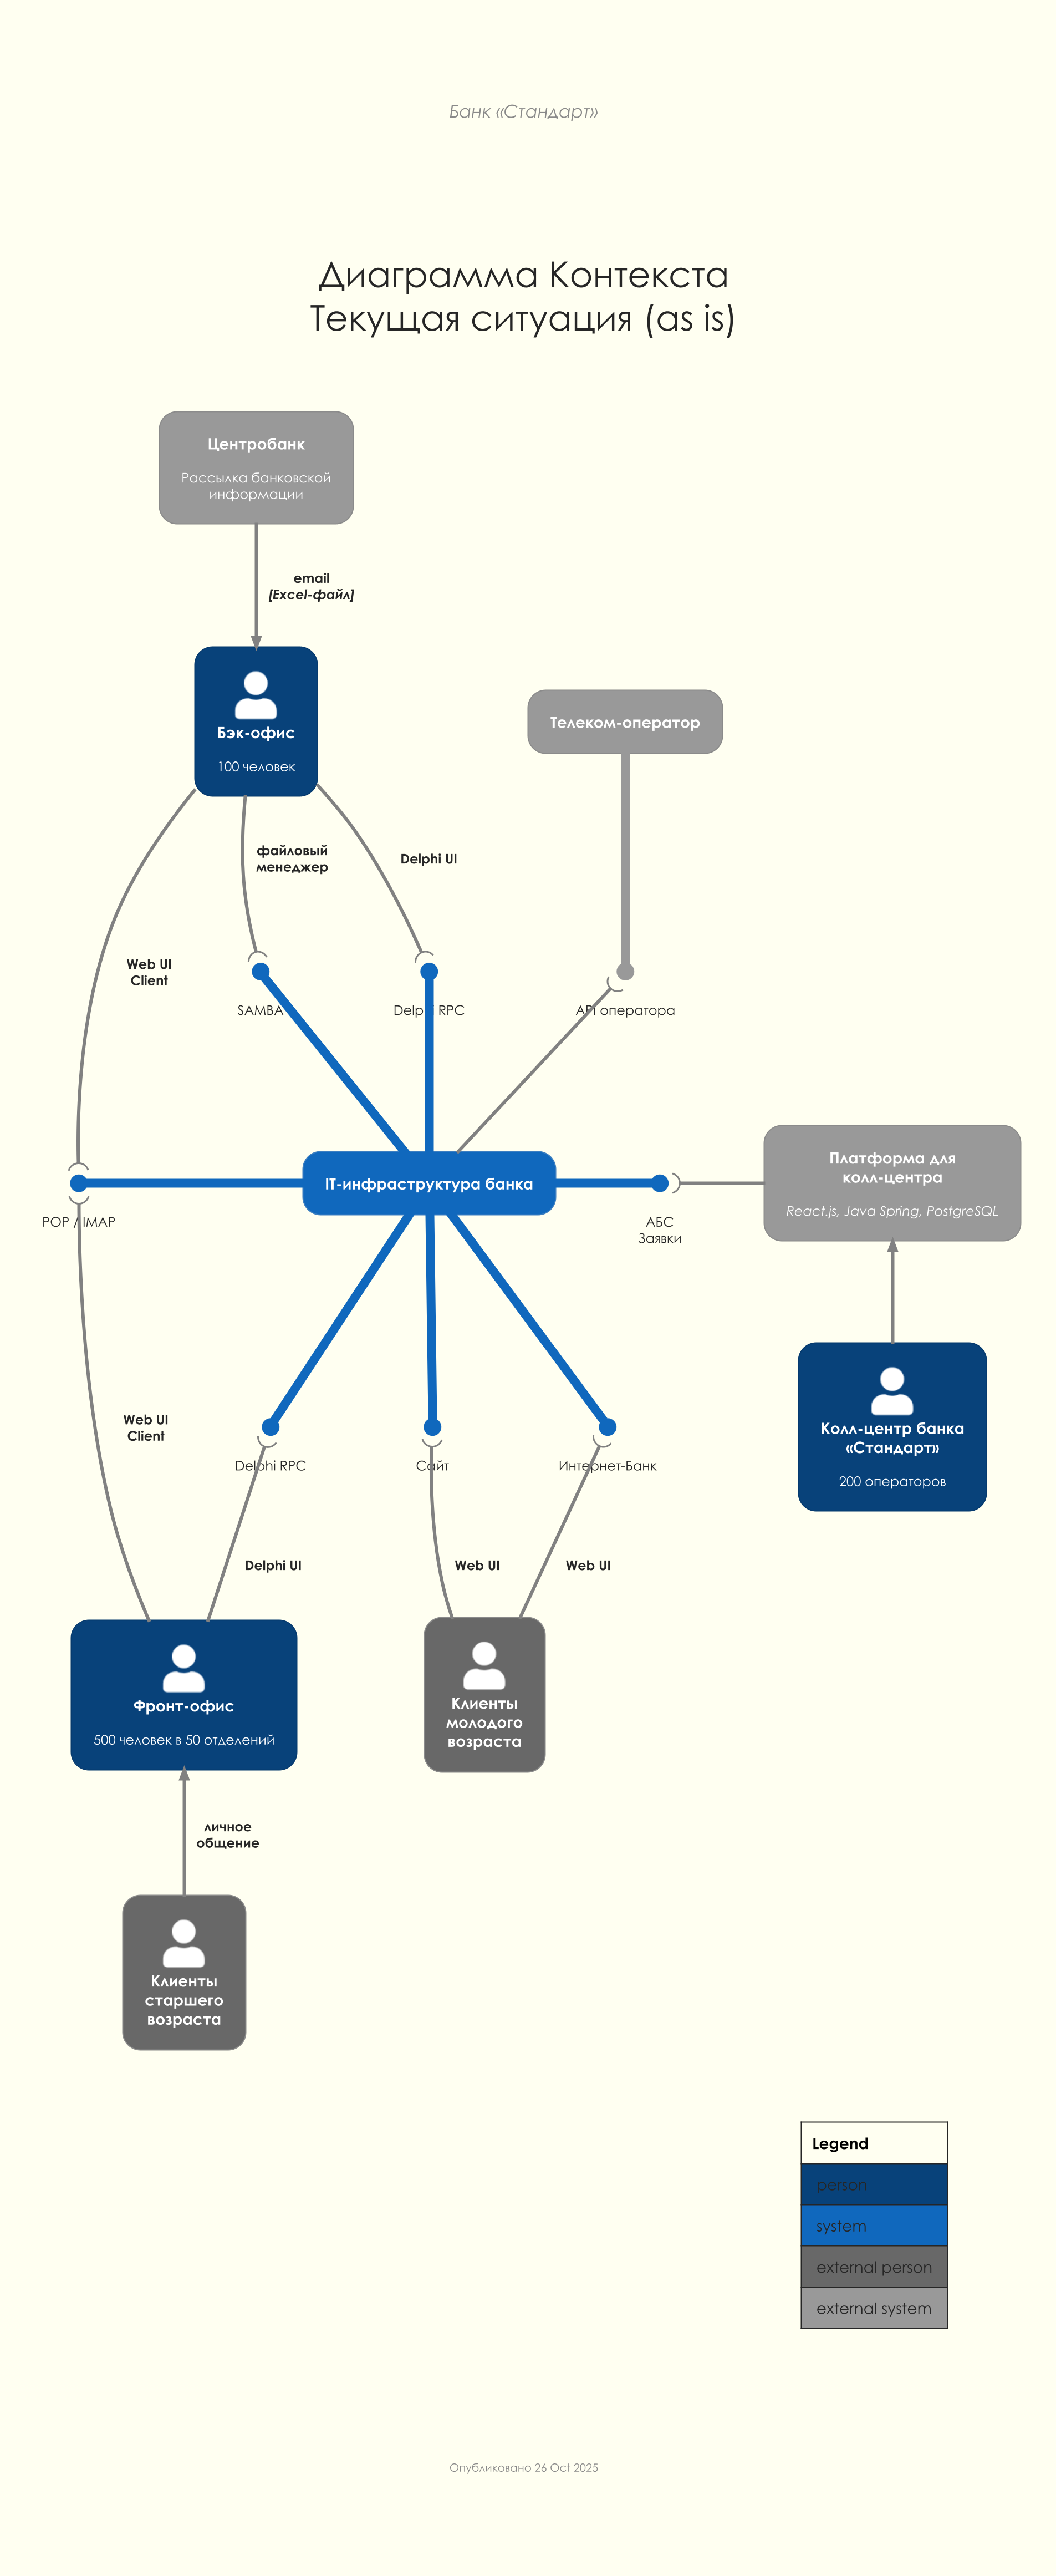 Банк «Стандарт»
Диаграмма Контекста
Текущая ситуация (as is)
Центробанк
Рассылка банковской
информации
email
[Excel-файл]
Бэк-офис
100 человек
Телеком-оператор
файловый
менеджер
Delphi UI
Web UI
Client
SAMBA
Delphi RPC
API оператора
Платформа для
колл-центра
React.js, Java Spring, PostgreSQL
IT-инфраструктура банка
POP / IMAP
АБС
Заявки
Колл-центр банка
«Стандарт»
200 операторов
Web UI
Client
Delphi RPC
Сайт
Интернет-Банк
Delphi UI
Web UI
Web UI
Фронт-офис
500 человек в 50 отделений
Клиенты
молодого
возраста
личное
общение
Клиенты
старшего
возраста
Legend
person
system
external person
external system
Опубликовано 26 Oct 2025